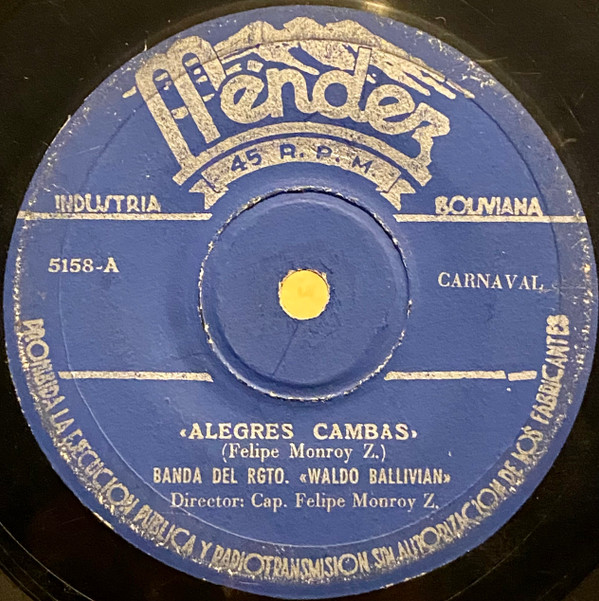 Méndez
45 R.P.M.
INDUSTRIA BOLIVIANA
5158-A
CARNAVAL
«ALEGRES CAMBAS»
(Felipe Monroy Z.)
BANDA DEL RGTO. «WALDO BALLIVIAN»
Director: Cap. Felipe Monroy Z.
PROHIBIDA LA EJECUCION PUBLICA Y RADIOTRANSMISION SIN AUTORIZACION DE LOS FABRICANTES